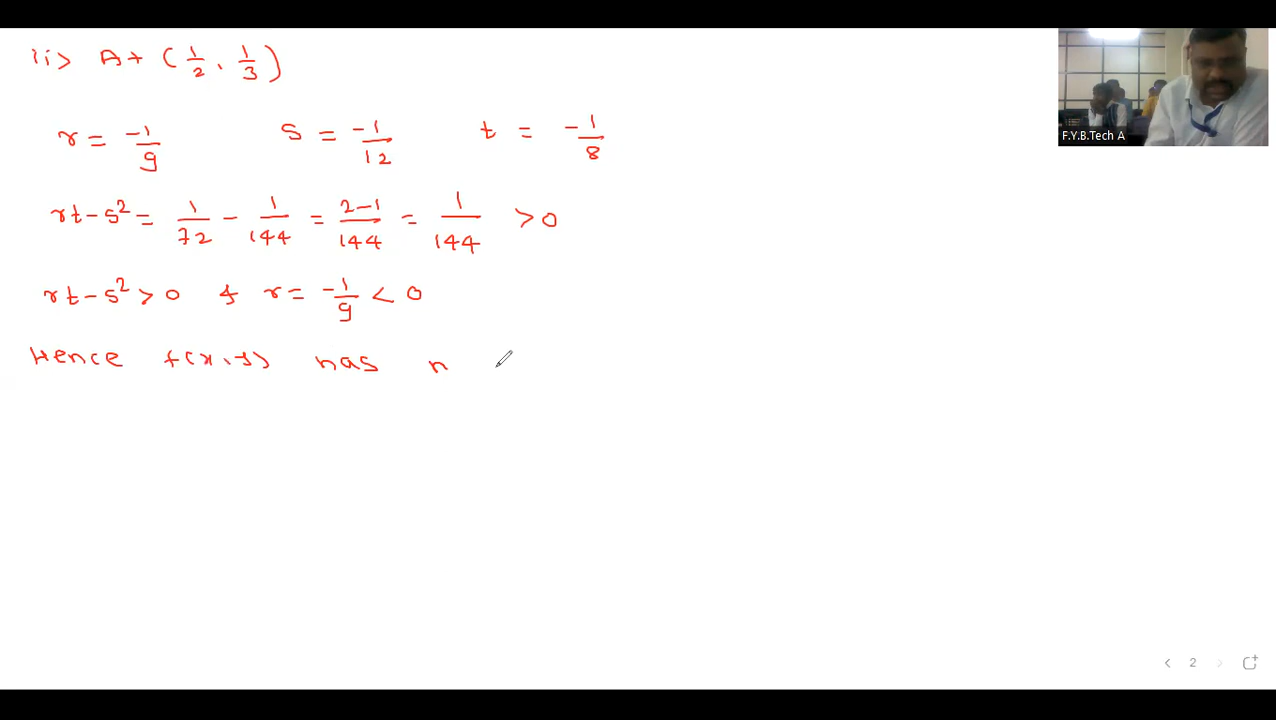 ii> At (1/2, 1/3)
r = -1/9 s = -1/12 t = -1/8
rt - s² = 1/72 - 1/144 = 2-1/144 = 1/144 > 0
rt - s² > 0 & r = -1/9 < 0
Hence f(x,y) has
F.Y.B.Tech A
2